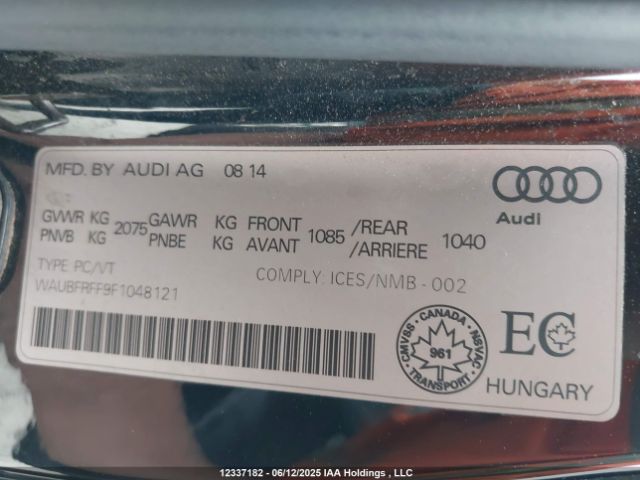 MFD. BY AUDI AG 08 14
Audi
GVWR KG 2075 GAWR KG FRONT 1085 /REAR 1040
PNVB KG PNBE KG AVANT /ARRIERE
TYPE PC/VT
COMPLY: ICES/NMB - 002
WAUBFRFF9F1048121
CMVSS - CANADA - NSVAC
961
TRANSPORT
EC
HUNGARY
12337182 - 06/12/2025 IAA Holdings , LLC